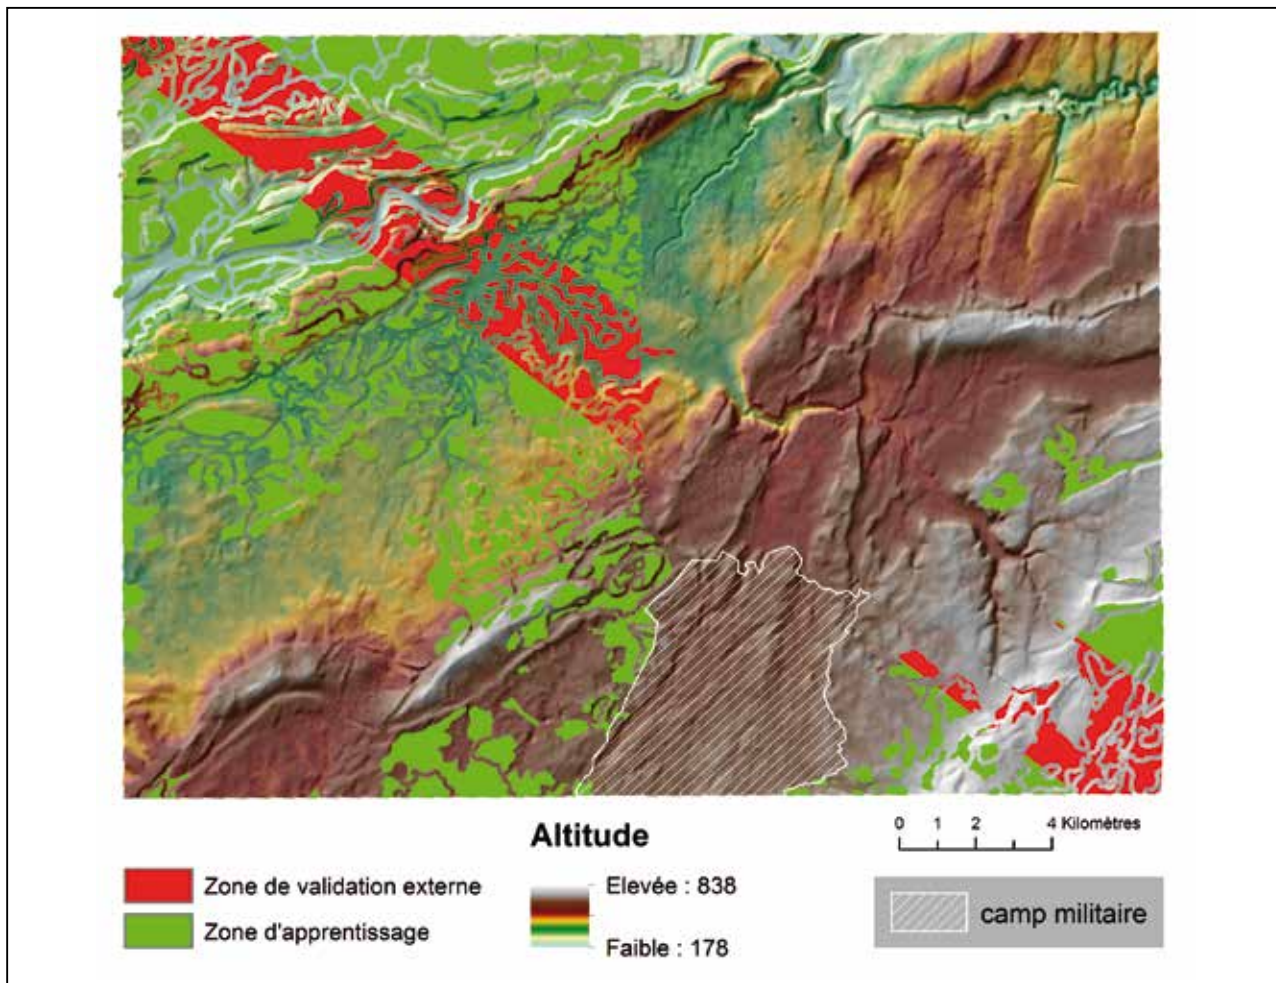 Altitude
0 1 2 4 Kilomètres
Zone de validation externe
Elevée : 838
camp militaire
Zone d'apprentissage
Faible : 178